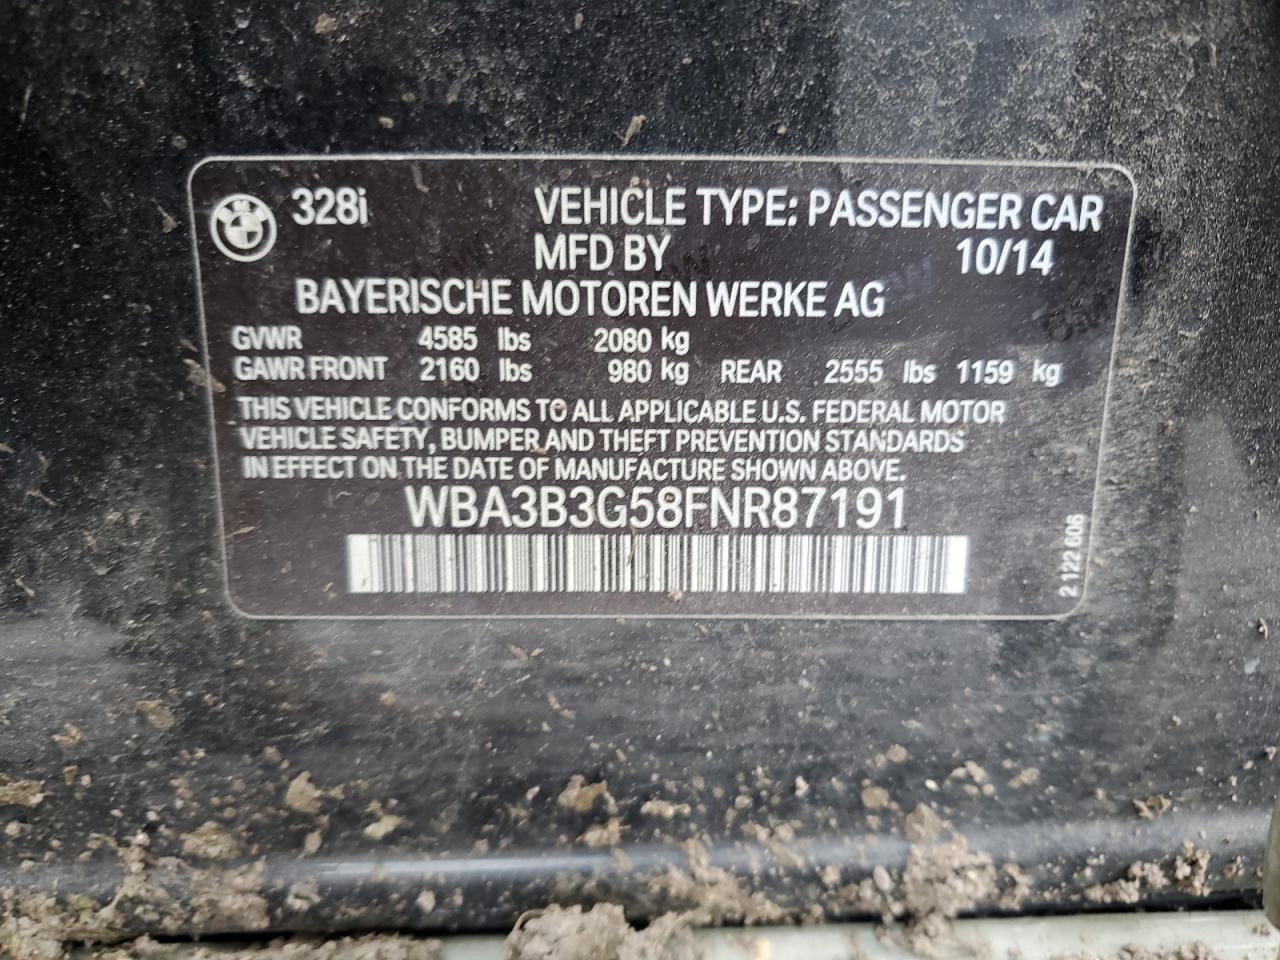 328i VEHICLE TYPE: PASSENGER CAR
MFD BY 10/14
BAYERISCHE MOTOREN WERKE AG
GVWR 4585 lbs 2080 kg
GAWR FRONT 2160 lbs 980 kg REAR 2555 lbs 1159 kg
THIS VEHICLE CONFORMS TO ALL APPLICABLE U.S. FEDERAL MOTOR
VEHICLE SAFETY, BUMPER AND THEFT PREVENTION STANDARDS
IN EFFECT ON THE DATE OF MANUFACTURE SHOWN ABOVE.
WBA3B3G58FNR87191
2 122 606